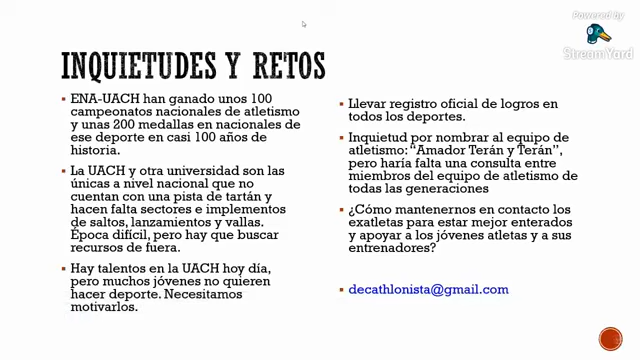 Powered by
StreamYard
INQUIETUDES Y RETOS
ENA-UACH han ganado unos 100
campeonatos nacionales de atletismo
y unas 200 medallas en nacionales de
ese deporte en casi 100 años de
historia.
La UACH y otra universidad son las
únicas a nivel nacional que no
cuentan con una pista de tartán y
hacen falta sectores e implementos
de saltos, lanzamientos y vallas.
Época difícil, pero hay que buscar
recursos de fuera.
Hay talentos en la UACH hoy día,
pero muchos jóvenes no quieren
hacer deporte. Necesitamos
motivarlos.
Llevar registro oficial de logros en
todos los deportes.
Inquietud por nombrar al equipo de
atletismo: “Amador Terán y Terán”,
pero haría falta una consulta entre
miembros del equipo de atletismo de
todas las generaciones
¿Cómo mantenernos en contacto los
exatletas para estar mejor enterados
y apoyar a los jóvenes atletas y a sus
entrenadores?
decathlonista@gmail.com